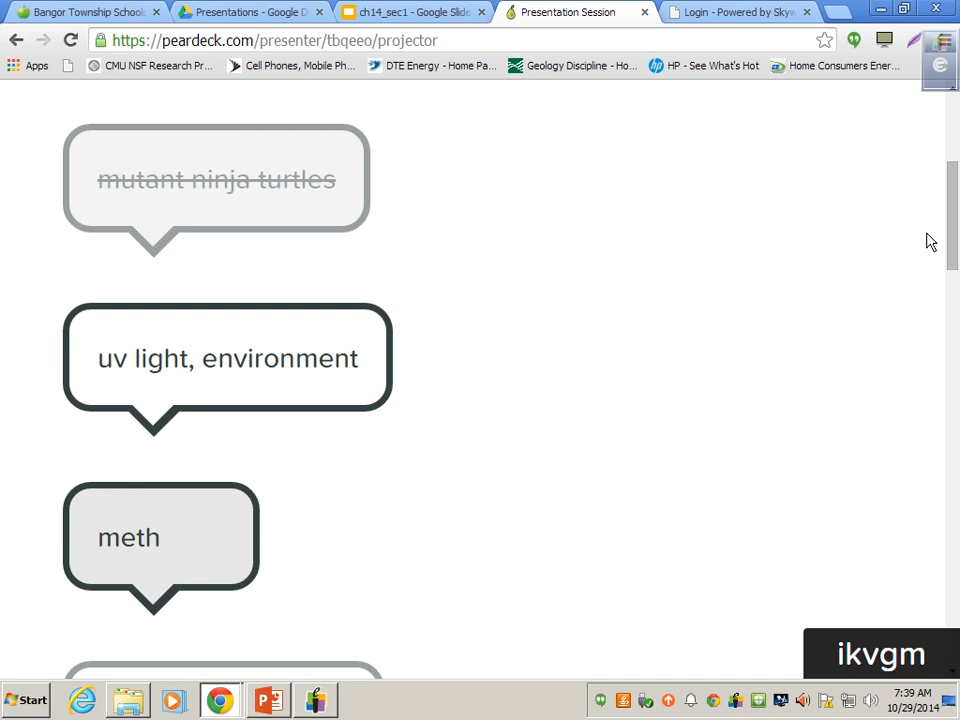 Bangor Township School:
Presentations - Google D
ch14_sec1 - Google Slide
Presentation Session
Login - Powered by Skyw
https://peardeck.com/presenter/tbqeeo/projector
Apps
CMU NSF Research Pr...
Cell Phones, Mobile Ph...
DTE Energy - Home Pa...
Geology Discipline - Ho...
HP - See What's Hot
Home Consumers Ener...
mutant ninja turtles
uv light, environment
meth
ikvgm
Start
7:39 AM
10/29/2014